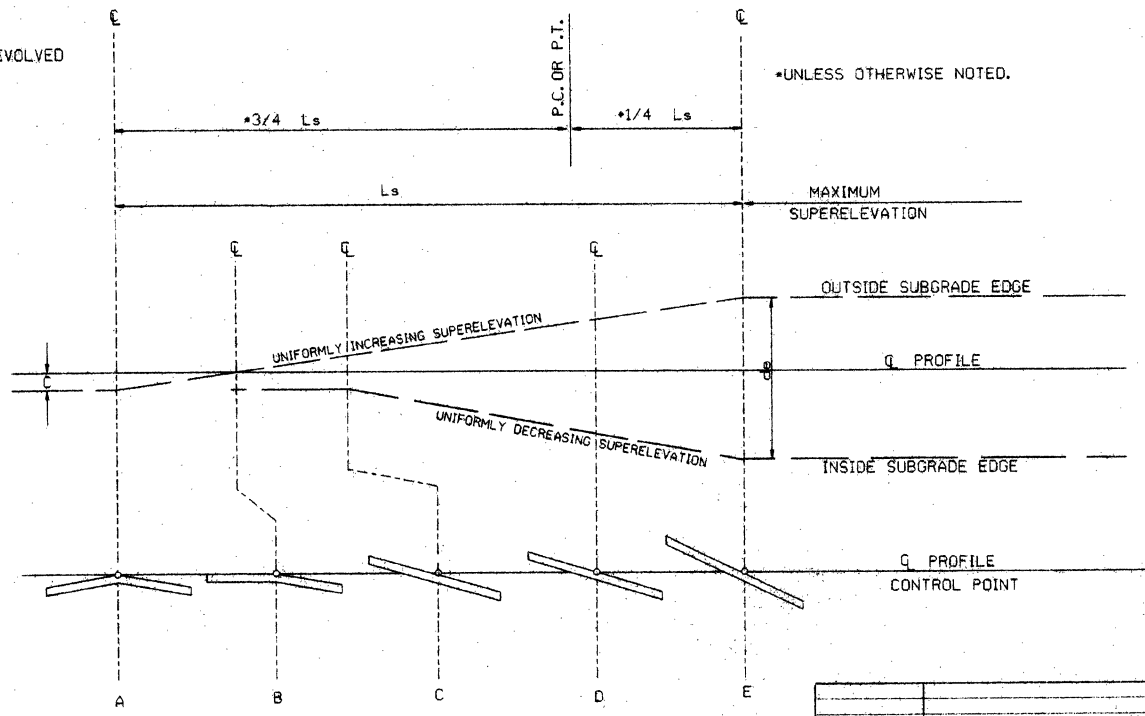 ℄
℄
EVOLVED
P.C. OR P.T.
*UNLESS OTHERWISE NOTED.
*3/4 Ls
*1/4 Ls
Ls
MAXIMUM
SUPERELEVATION
℄
℄
℄
OUTSIDE SUBGRADE EDGE
UNIFORMLY INCREASING SUPERELEVATION
℄ PROFILE
C
UNIFORMLY DECREASING SUPERELEVATION
INSIDE SUBGRADE EDGE
℄ PROFILE
CONTROL POINT
A
B
C
D
E